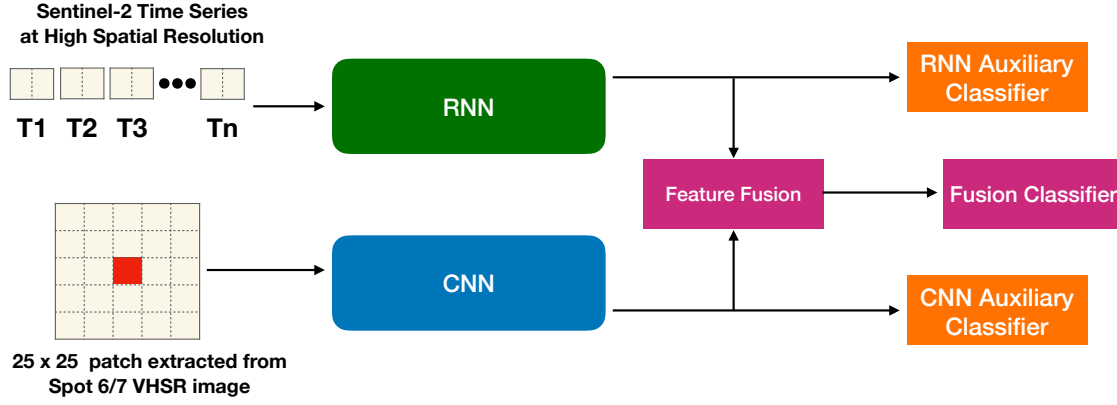 Sentinel-2 Time Series
at High Spatial Resolution
T1 T2 T3 Tn
RNN
RNN Auxiliary
Classifier
Feature Fusion
Fusion Classifier
CNN
CNN Auxiliary
Classifier
25 x 25 patch extracted from
Spot 6/7 VHSR image